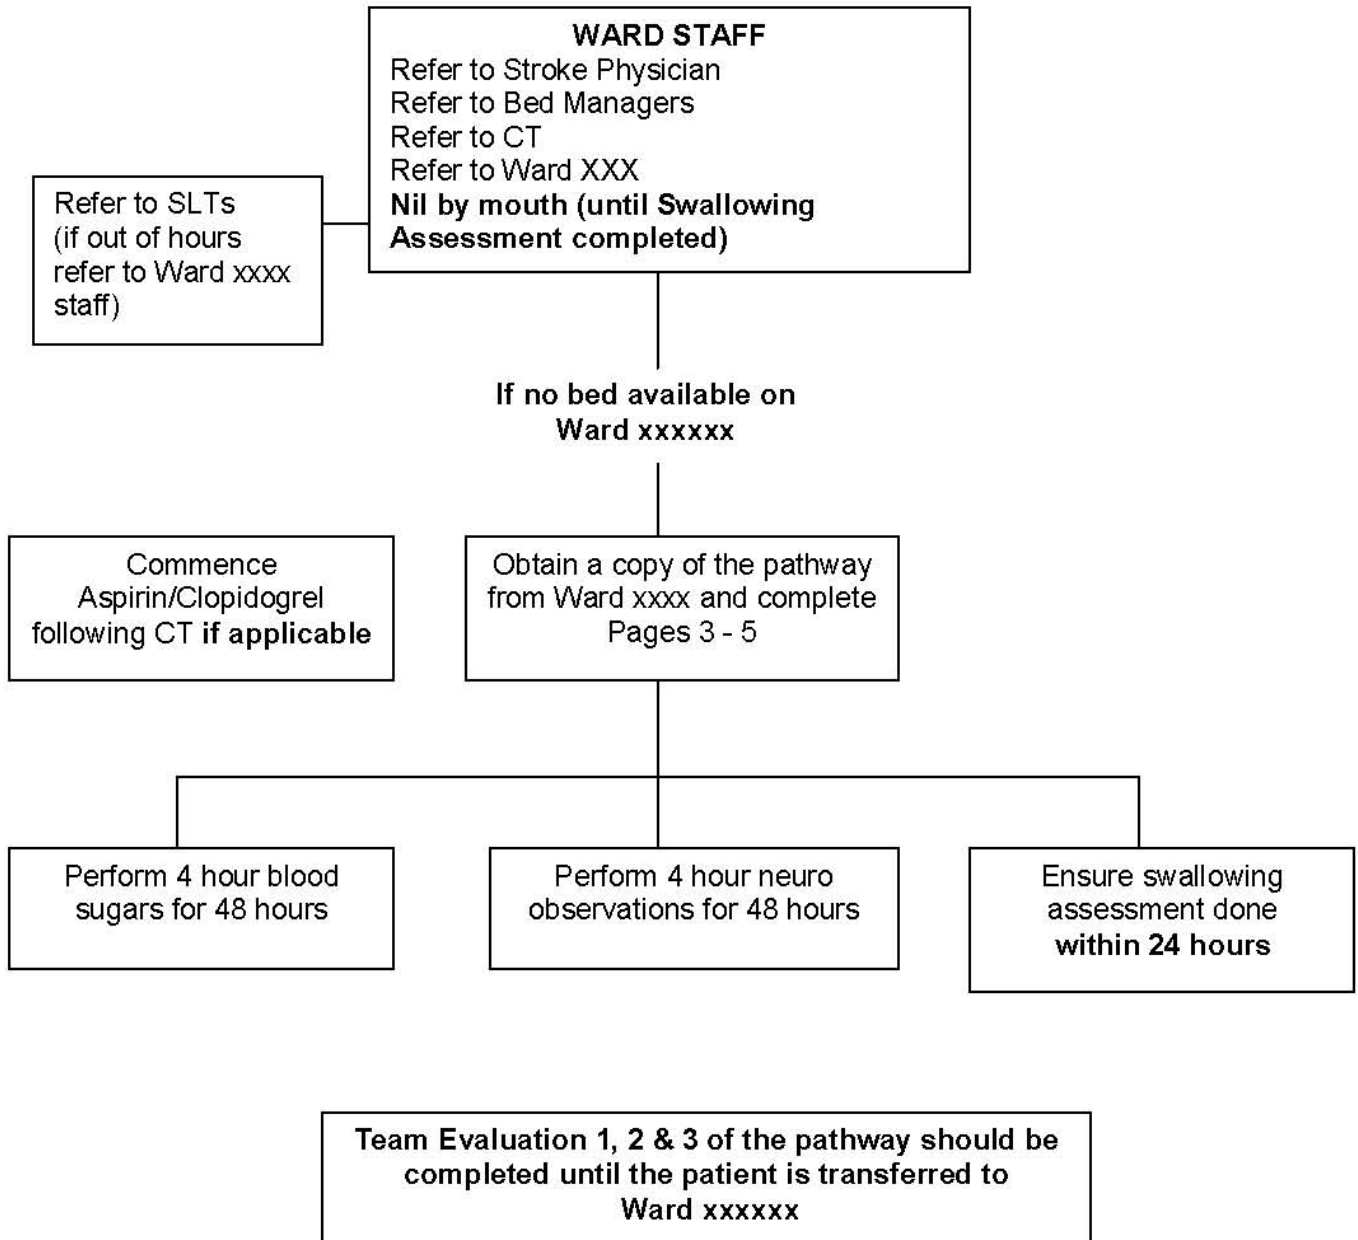 WARD STAFF
Refer to Stroke Physician
Refer to Bed Managers
Refer to CT
Refer to Ward XXX
Nil by mouth (until Swallowing
Assessment completed)
Refer to SLTs
(if out of hours
refer to Ward xxxx
staff)
If no bed available on
Ward xxxxxx
Commence
Aspirin/Clopidogrel
following CT if applicable
Obtain a copy of the pathway
from Ward xxxx and complete
Pages 3 - 5
Perform 4 hour blood
sugars for 48 hours
Perform 4 hour neuro
observations for 48 hours
Ensure swallowing
assessment done
within 24 hours
Team Evaluation 1, 2 & 3 of the pathway should be
completed until the patient is transferred to
Ward xxxxxx